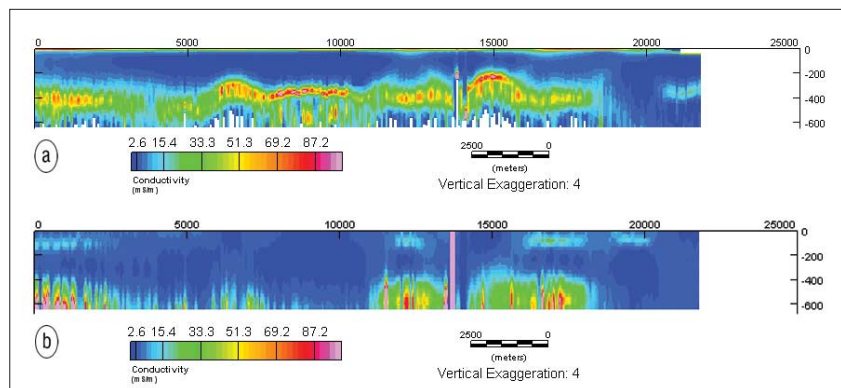 0 5000 10000 15000 20000 25000
0
-200
-400
-600
a
2.6 15.4 33.3 51.3 69.2 87.2
Conductivity
(mS/m)
2500 0
(meters)
Vertical Exaggeration: 4
0 5000 10000 15000 20000 25000
0
-200
-400
-600
b
2.6 15.4 33.3 51.3 69.2 87.2
Conductivity
(mS/m)
2500 0
(meters)
Vertical Exaggeration: 4